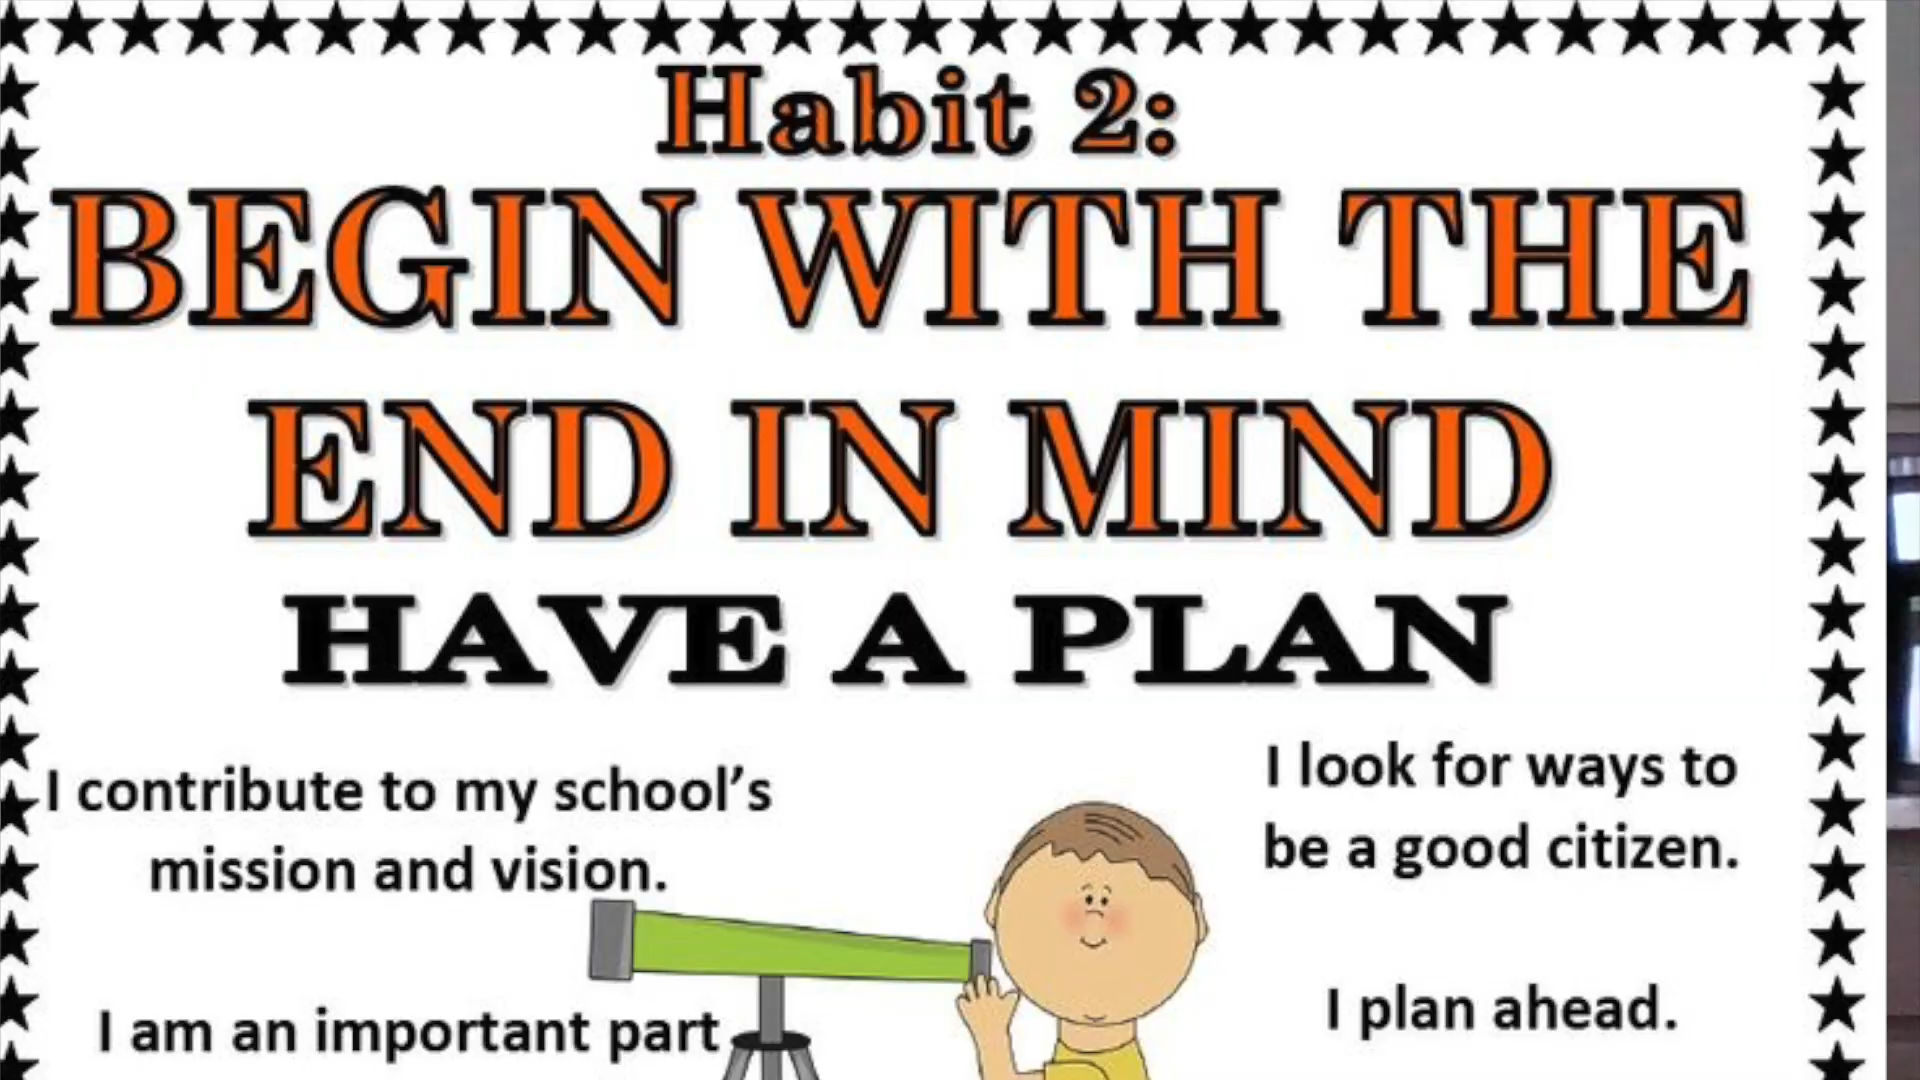 Habit 2:
BEGIN WITH THE
END IN MIND
HAVE A PLAN
I contribute to my school's
mission and vision.
I am an important part
I look for ways to
be a good citizen.
I plan ahead.